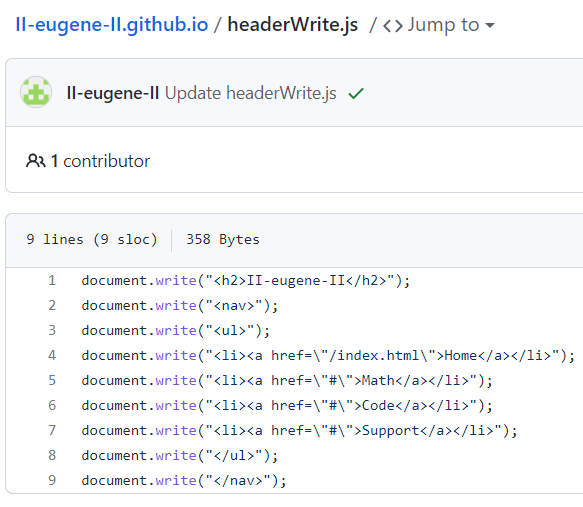 II-eugene-II.github.io / headerWrite.js / <> Jump to
II-eugene-II Update headerWrite.js
1 contributor
9 lines (9 sloc) 358 Bytes
1 document.write("<h2>II-eugene-II</h2>");
2 document.write("<nav>");
3 document.write("<ul>");
4 document.write("<li><a href=\"/index.html\">Home</a></li>");
5 document.write("<li><a href=\"#\">Math</a></li>");
6 document.write("<li><a href=\"#\">Code</a></li>");
7 document.write("<li><a href=\"#\">Support</a></li>");
8 document.write("</ul>");
9 document.write("</nav>");